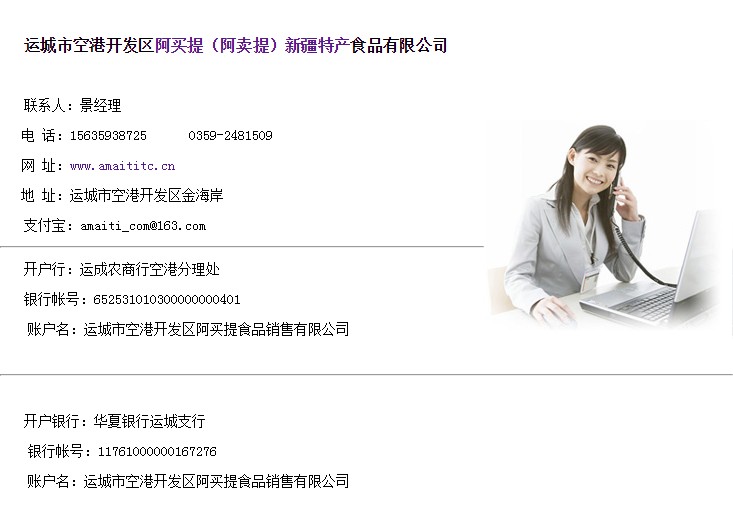 运城市空港开发区阿买提（阿卖提）新疆特产食品有限公司
联系人：景经理
电 话：15635938725 0359-2481509
网 址：www.amaititc.cn
地 址：运城市空港开发区金海岸
支付宝：amaiti_com@163.com
开户行：运成农商行空港分理处
银行帐号：652531010300000000401
账户名：运城市空港开发区阿买提食品销售有限公司
开户银行：华夏银行运城支行
银行帐号：11761000000167276
账户名：运城市空港开发区阿买提食品销售有限公司